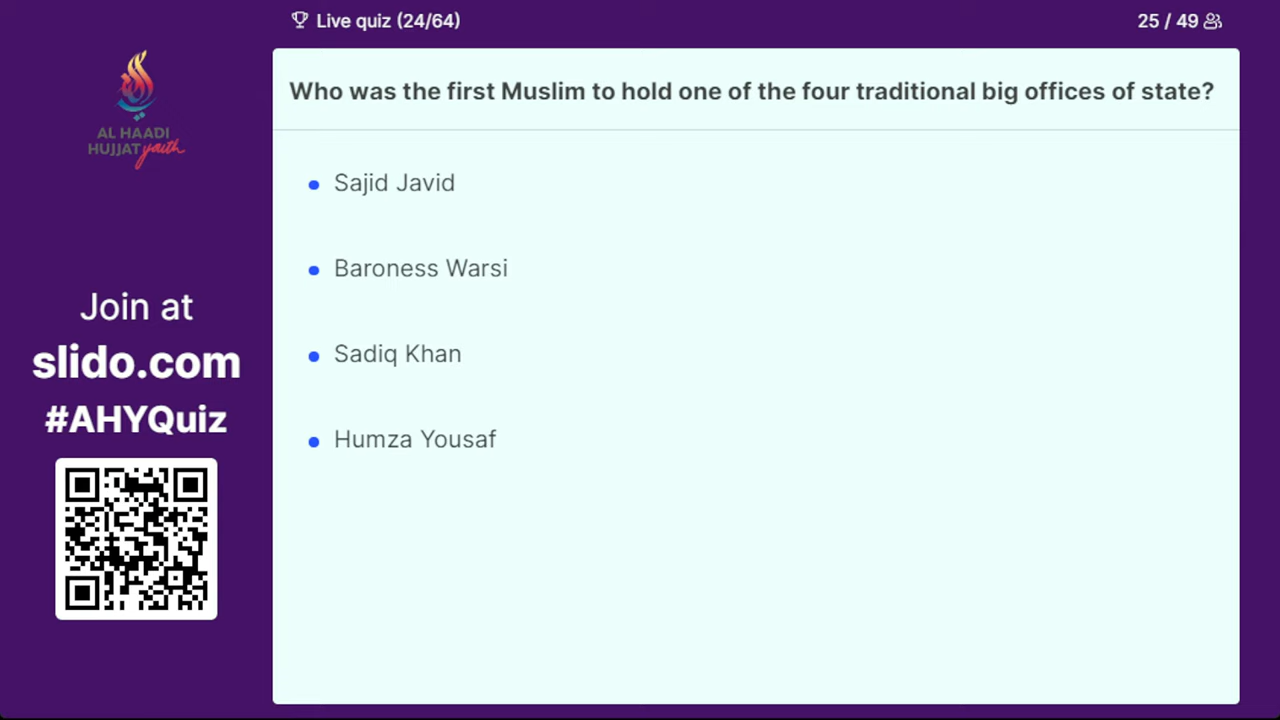 Live quiz (24/64)
25 / 49
AL HAADI
HUJJAT youth
Who was the first Muslim to hold one of the four traditional big offices of state?
Sajid Javid
Baroness Warsi
Sadiq Khan
Humza Yousaf
Join at
slido.com
#AHYQuiz